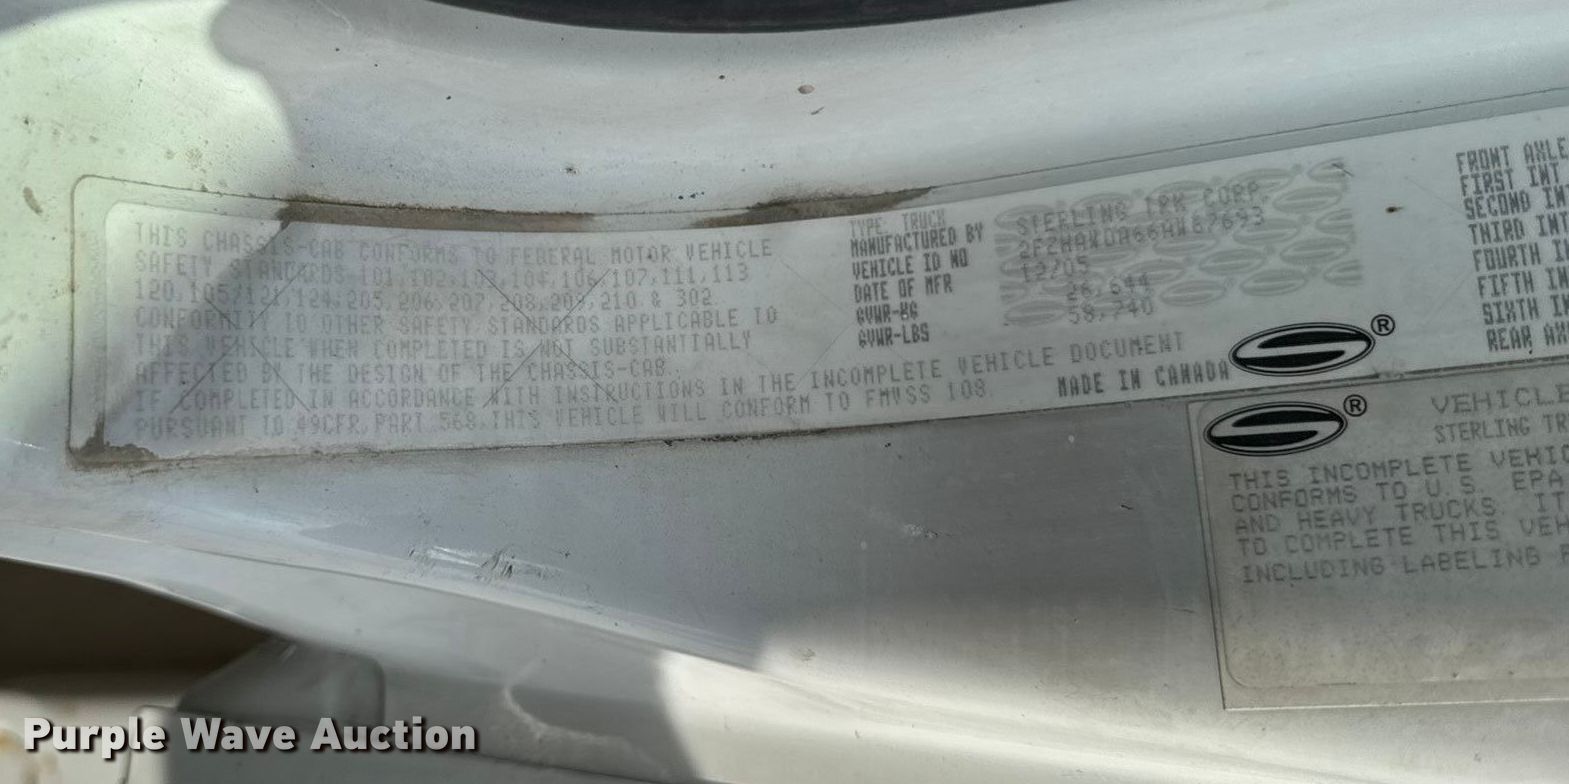 THIS CHASSIS-CAB CONFORMS TO FEDERAL MOTOR VEHICLE
SAFETY STANDARDS 101,102,103,104,106,107,111,113
120,105,121,124,205,206,207,208,209,210 & 302.
CONFORMITY TO OTHER SAFETY STANDARDS APPLICABLE TO
THIS VEHICLE WHEN COMPLETED IS NOT SUBSTANTIALLY
AFFECTED BY THE DESIGN OF THE CHASSIS-CAB.
IF COMPLETED IN ACCORDANCE WITH INSTRUCTIONS IN THE INCOMPLETE VEHICLE DOCUMENT
PURSUANT TO 49CFR PART 568,THIS VEHICLE WILL CONFORM TO FMVSS 108.
TYPE TRUCK
MANUFACTURED BY STERLING TRK CORP.
VEHICLE ID NO
DATE OF MFR 12/05
GVWR-KG 26,644
GVWR-LBS 58,740
MADE IN CANADA
®
FRONT AXLE
FIRST INT
SECOND INT
THIRD INT
FOURTH IN
FIFTH IN
SIXTH IN
REAR AX
®
VEHICLE
STERLING TR
THIS INCOMPLETE VEHIC
CONFORMS TO U.S. EPA
AND HEAVY TRUCKS. IT
TO COMPLETE THIS VEH
INCLUDING LABELING
Purple Wave Auction